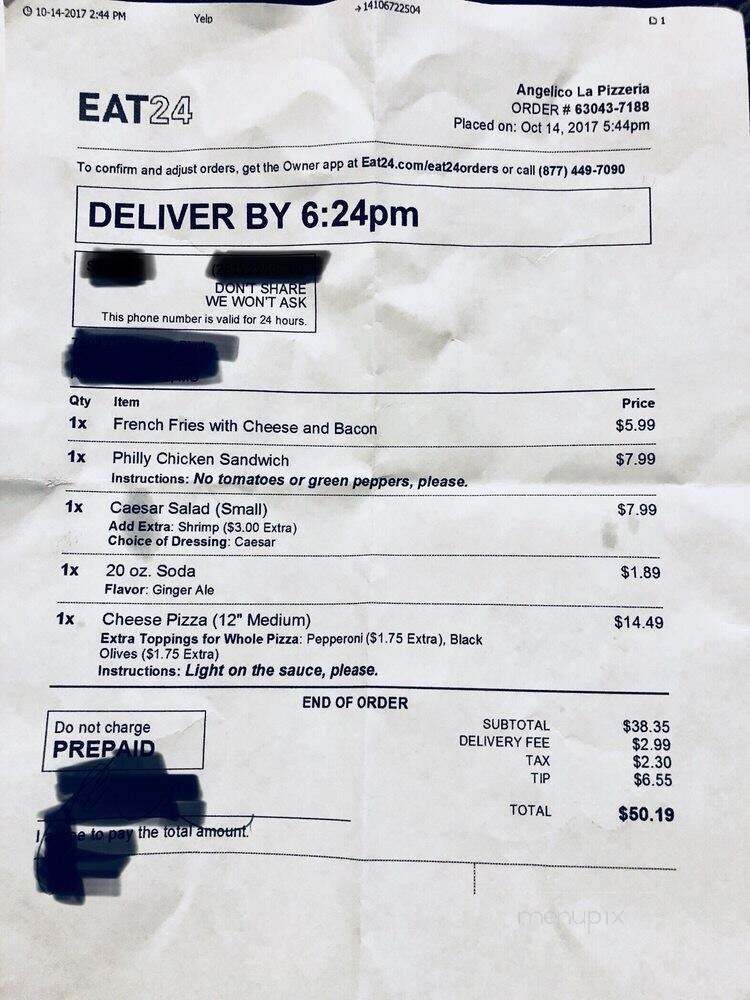 10-14-2017 2:44 PM Yelp →14106722504 1
EAT24
Angelico La Pizzeria
ORDER # 63043-7188
Placed on: Oct 14, 2017 5:44pm
To confirm and adjust orders, get the Owner app at Eat24.com/eat24orders or call (877) 449-7090
DELIVER BY 6:24pm
DON'T SHARE
WE WON'T ASK
This phone number is valid for 24 hours.
Qty Item Price
1x French Fries with Cheese and Bacon $5.99
1x Philly Chicken Sandwich $7.99
Instructions: No tomatoes or green peppers, please.
1x Caesar Salad (Small) $7.99
Add Extra: Shrimp ($3.00 Extra)
Choice of Dressing: Caesar
1x 20 oz. Soda $1.89
Flavor: Ginger Ale
1x Cheese Pizza (12" Medium) $14.49
Extra Toppings for Whole Pizza: Pepperoni ($1.75 Extra), Black
Olives ($1.75 Extra)
Instructions: Light on the sauce, please.
END OF ORDER
Do not charge
PREPAID
SUBTOTAL $38.35
DELIVERY FEE $2.99
TAX $2.30
TIP $6.55
TOTAL $50.19
to pay the total amount.
menupix